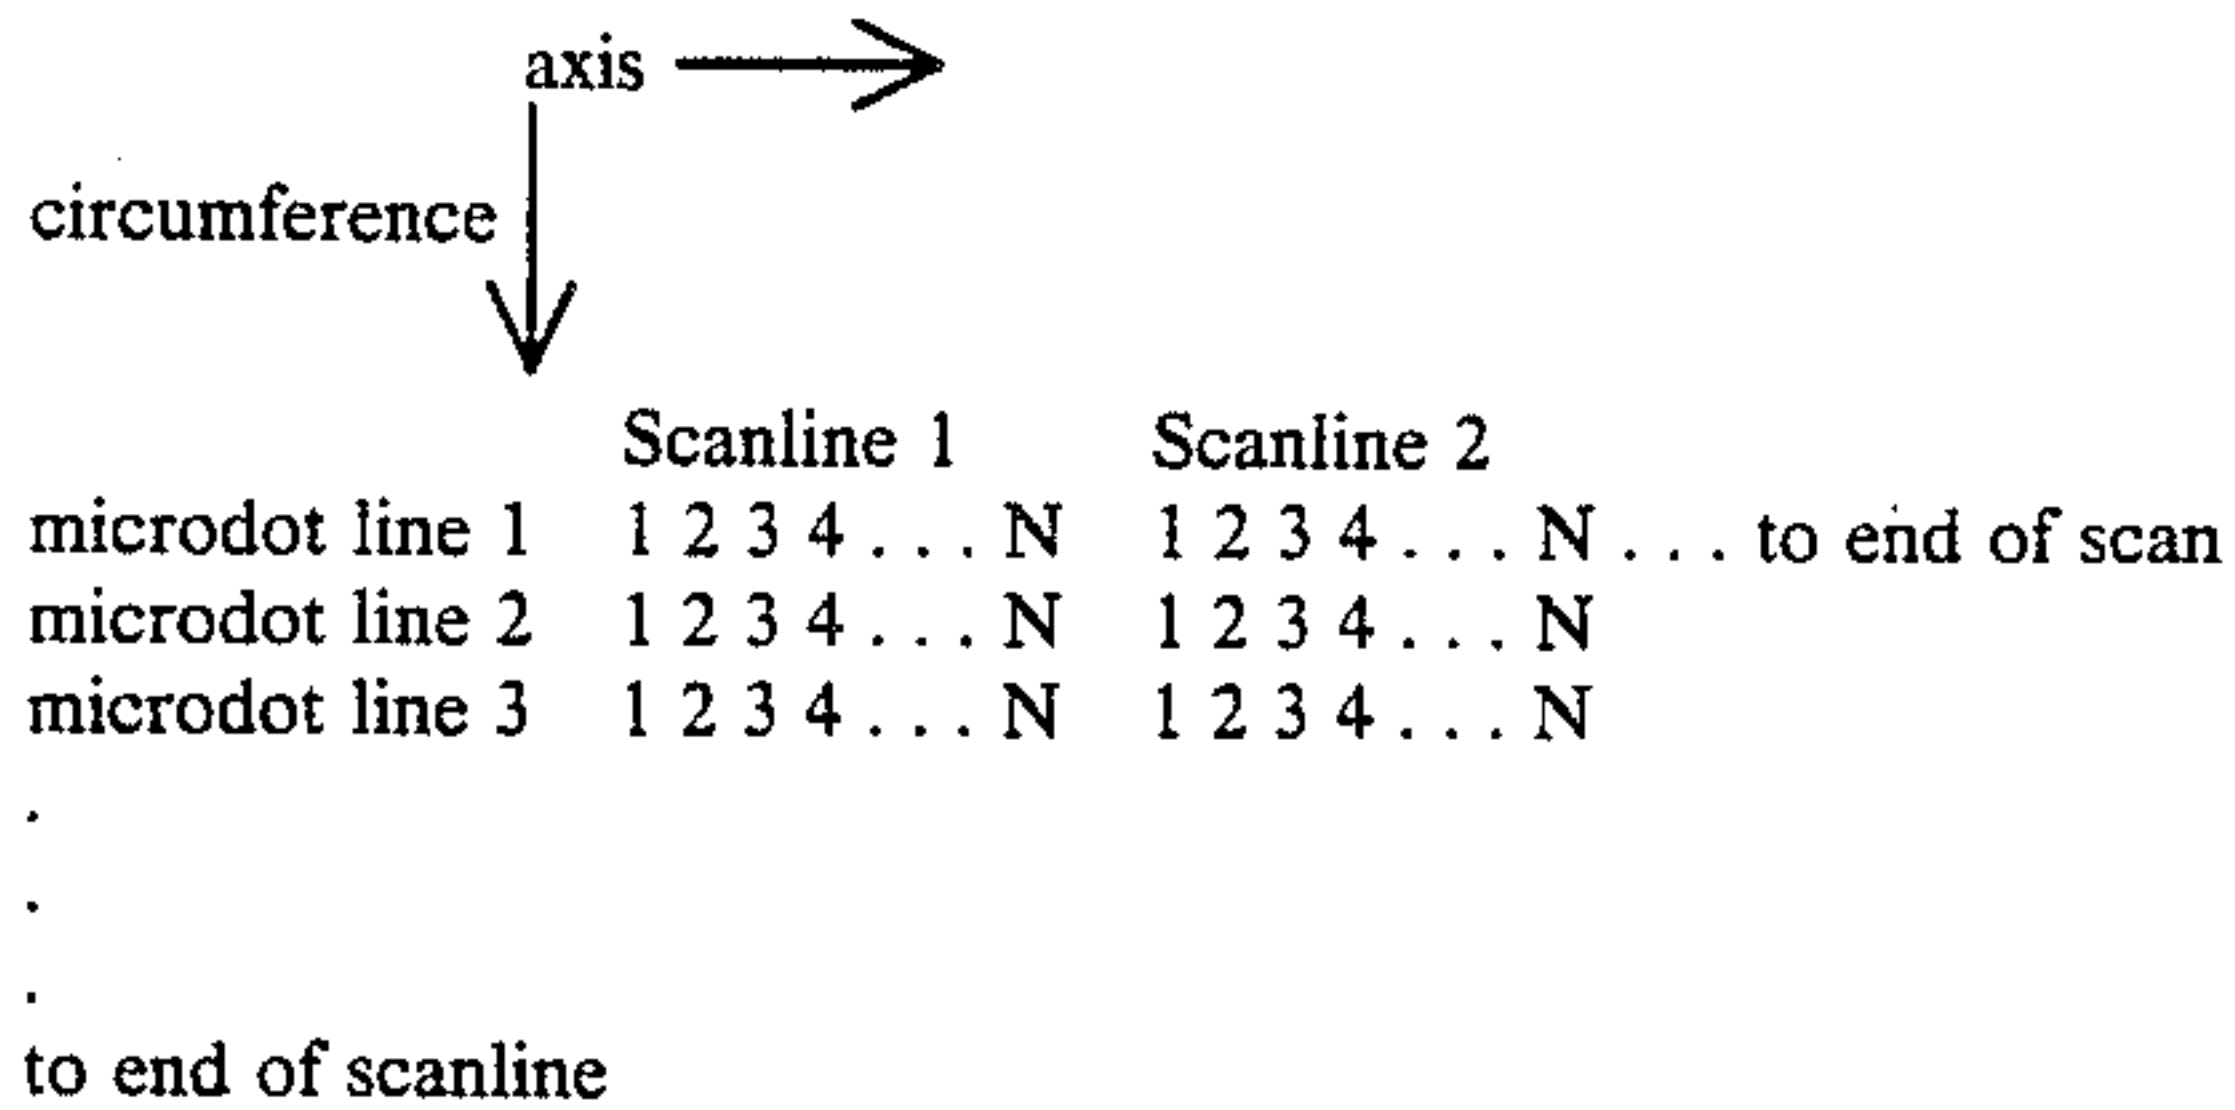 axis
circumference
Scanline 1 Scanline 2
microdot line 1 1 2 3 4 . . . N 1 2 3 4 . . . N . . . to end of scan
microdot line 2 1 2 3 4 . . . N 1 2 3 4 . . . N
microdot line 3 1 2 3 4 . . . N 1 2 3 4 . . . N
.
.
.
to end of scanline